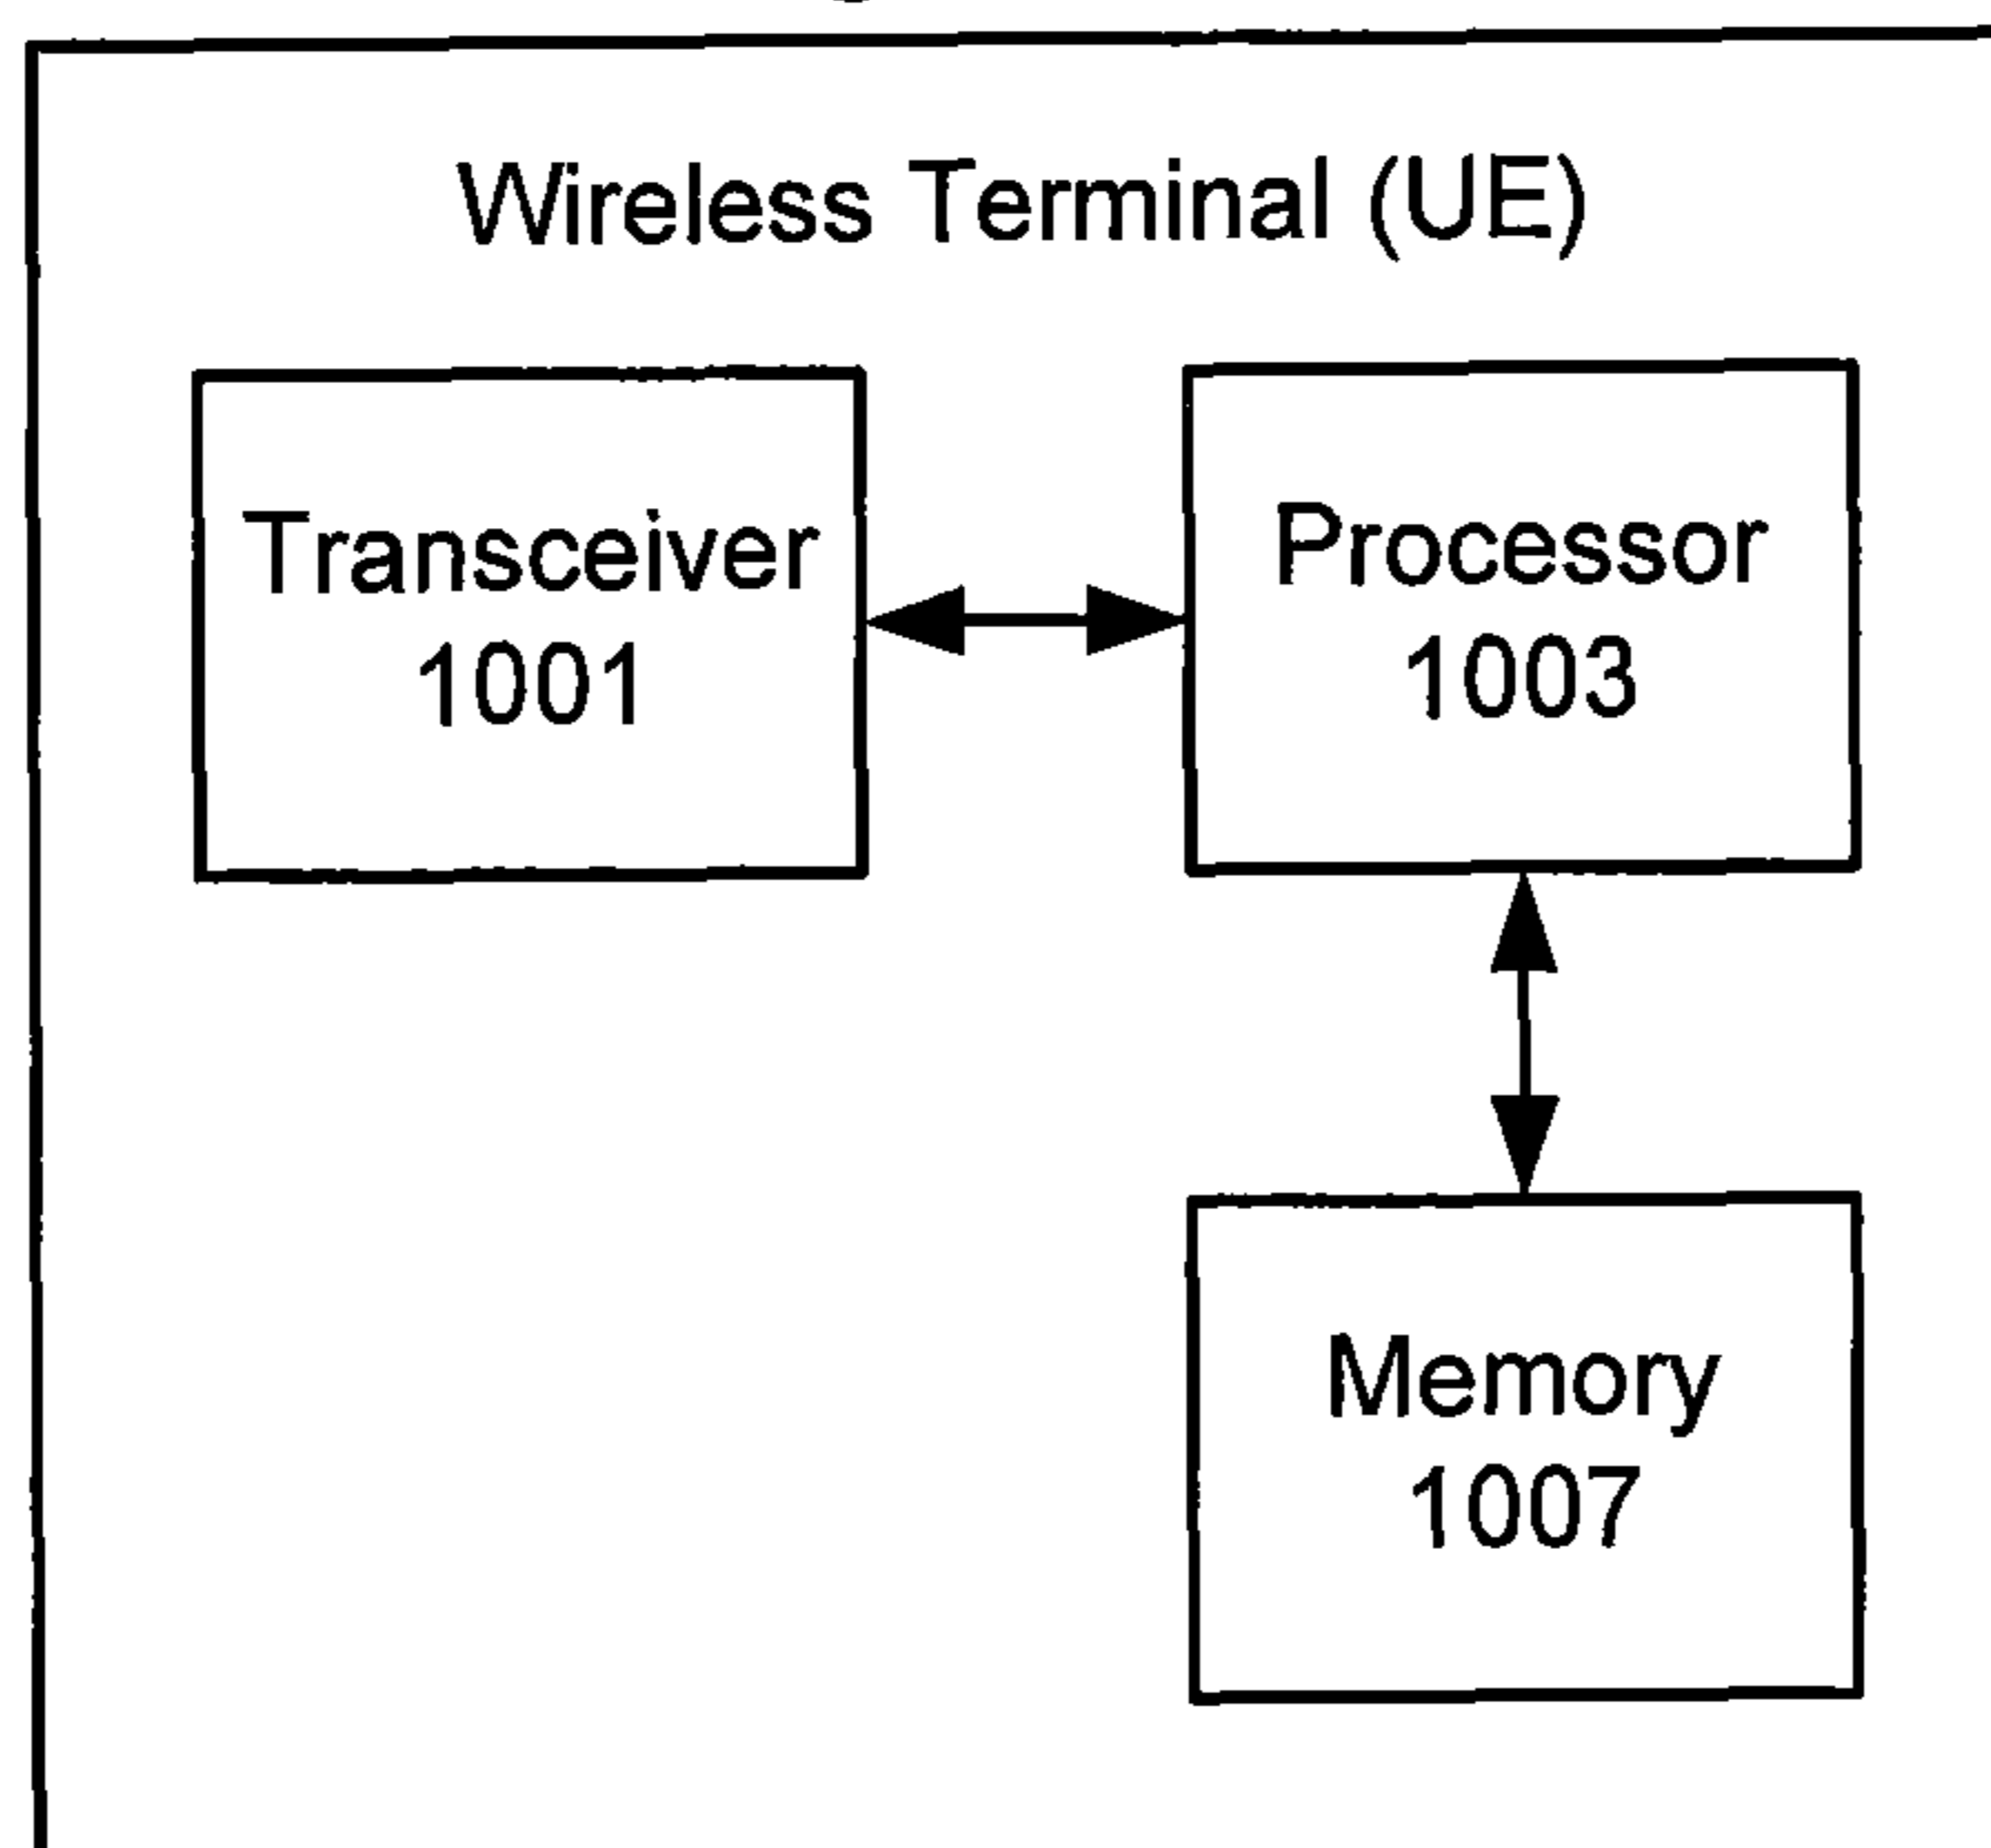 Wireless Terminal (UE)
Transceiver
1001
Processor
1003
Memory
1007